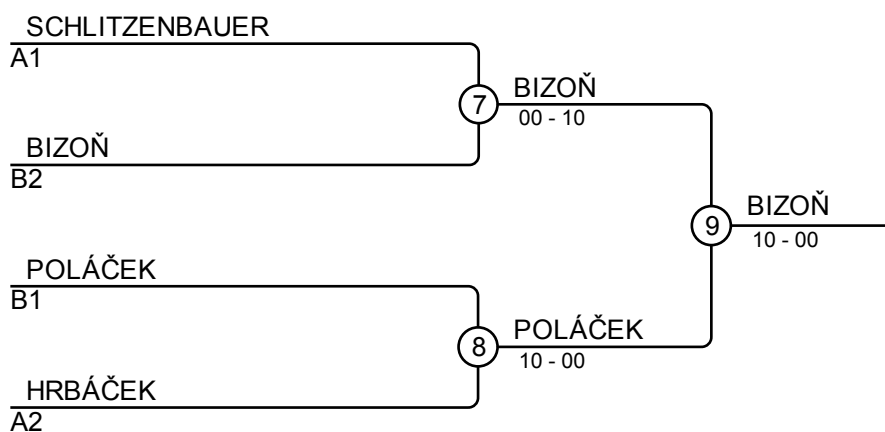 SCHLITZENBAUER
A1
7
BIZOŇ
00 - 10
BIZOŇ
B2
9
BIZOŇ
10 - 00
POLÁČEK
B1
8
POLÁČEK
10 - 00
HRBÁČEK
A2